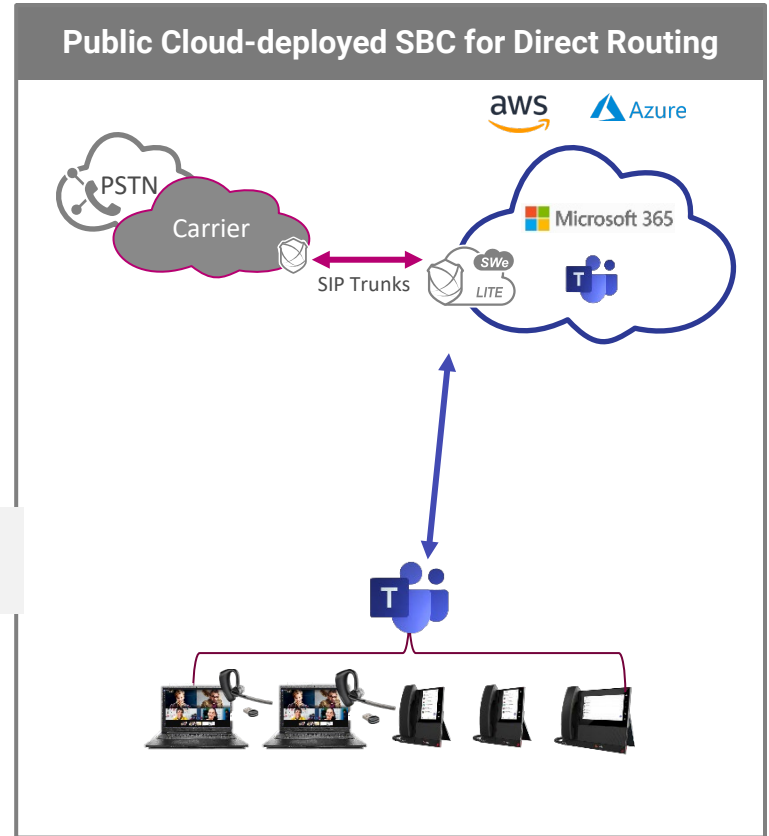 Public Cloud-deployed SBC for Direct Routing
aws
Azure
PSTN
Carrier
SIP Trunks
SWe
LITE
Microsoft 365
T
T